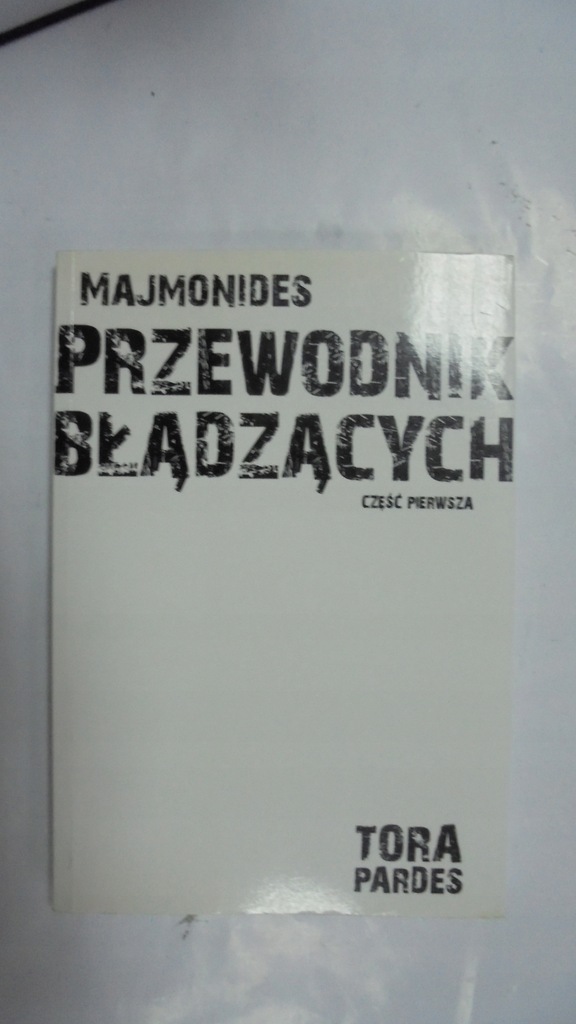 MAJMONIDES
PRZEWODNIK
BŁĄDZĄCYCH
CZĘŚĆ PIERWSZA
TORA
PARDES